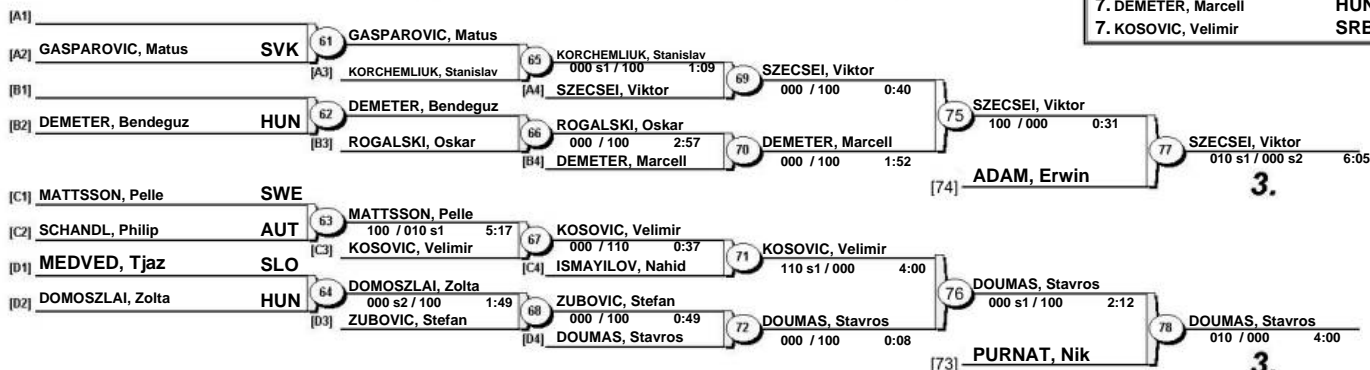 7. DEMETER, Marcell HUN
7. KOSOVIC, Velimir SRB
[A1]
[A2] GASPAROVIC, Matus SVK
61
GASPAROVIC, Matus
[A3] KORCHEMLIUK, Stanislav
65
KORCHEMLIUK, Stanislav
000 s1 / 100 1:09
[A4] SZECSEI, Viktor
69
SZECSEI, Viktor
000 / 100 0:40
[B1]
[B2] DEMETER, Bendeguz HUN
62
DEMETER, Bendeguz
[B3] ROGALSKI, Oskar
66
ROGALSKI, Oskar
000 / 100 2:57
[B4] DEMETER, Marcell
70
DEMETER, Marcell
000 / 100 1:52
75
SZECSEI, Viktor
100 / 000 0:31
[74] ADAM, Erwin
77
SZECSEI, Viktor
010 s1 / 000 s2 6:05
3.
[C1] MATTSSON, Pelle SWE
[C2] SCHANDL, Philip AUT
63
MATTSSON, Pelle
100 / 010 s1 5:17
[C3] KOSOVIC, Velimir
67
KOSOVIC, Velimir
000 / 110 0:37
[C4] ISMAYILOV, Nahid
71
KOSOVIC, Velimir
110 s1 / 000 4:00
[D1] MEDVED, Tjaz SLO
[D2] DOMOSZLAI, Zolta HUN
64
DOMOSZLAI, Zolta
000 s2 / 100 1:49
[D3] ZUBOVIC, Stefan
68
ZUBOVIC, Stefan
000 / 100 0:49
[D4] DOUMAS, Stavros
72
DOUMAS, Stavros
000 / 100 0:08
76
DOUMAS, Stavros
000 s1 / 100 2:12
[73] PURNAT, Nik
78
DOUMAS, Stavros
010 / 000 4:00
3.